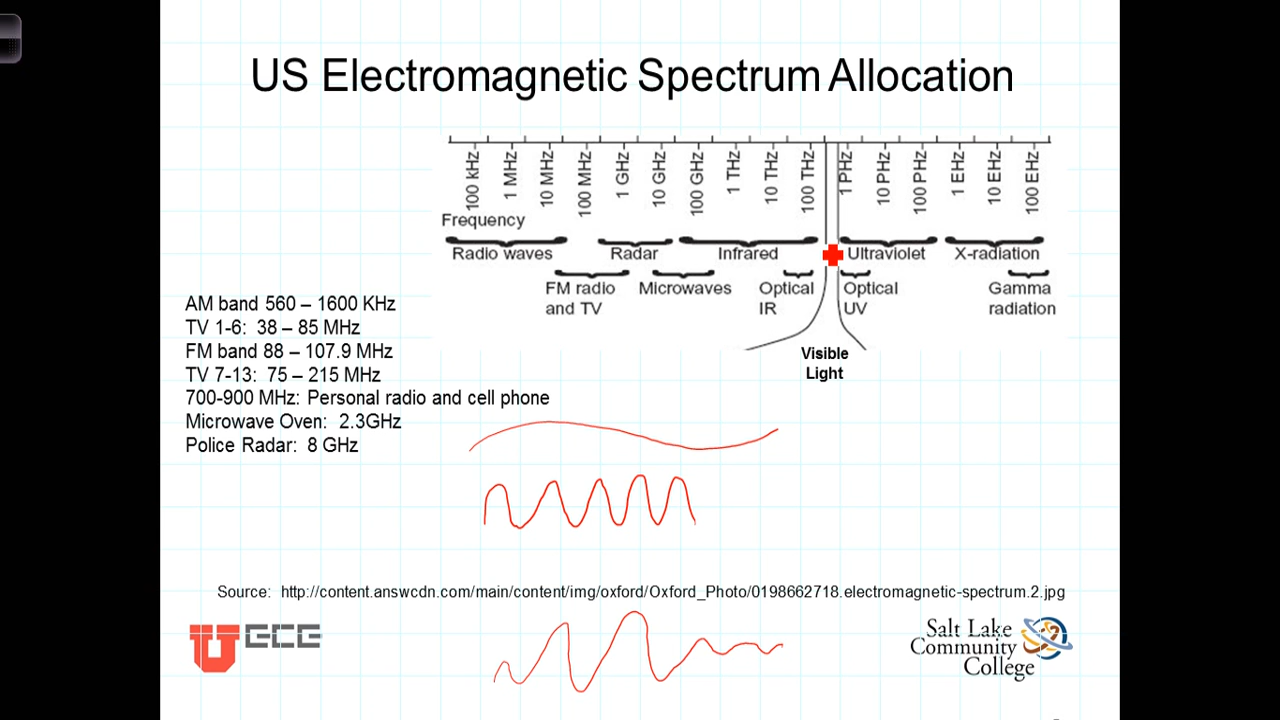 US Electromagnetic Spectrum Allocation
100 kHz 1 MHz 10 MHz 100 MHz 1 GHz 10 GHz 100 GHz 1 THz 10 THz 100 THz 1 PHz 10 PHz 100 PHz 1 EHz 10 EHz 100 EHz
Frequency
Radio waves Radar Infrared Ultraviolet X-radiation
FM radio and TV Microwaves Optical IR Optical UV Gamma radiation
Visible
Light
AM band 560 – 1600 KHz
TV 1-6: 38 – 85 MHz
FM band 88 – 107.9 MHz
TV 7-13: 75 – 215 MHz
700-900 MHz: Personal radio and cell phone
Microwave Oven: 2.3GHz
Police Radar: 8 GHz
Source: http://content.answcdn.com/main/content/img/oxford/Oxford_Photo/0198662718.electromagnetic-spectrum.2.jpg
U ECE
Salt Lake
Community
College